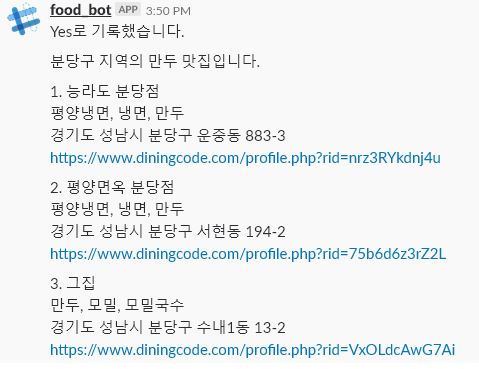 food_bot APP 3:50 PM
Yes로 기록했습니다.
분당구 지역의 만두 맛집입니다.
1. 능라도 분당점
평양냉면, 냉면, 만두
경기도 성남시 분당구 운중동 883-3
https://www.diningcode.com/profile.php?rid=nrz3RYkdnj4u
2. 평양면옥 분당점
평양냉면, 냉면, 만두
경기도 성남시 분당구 서현동 194-2
https://www.diningcode.com/profile.php?rid=75b6d6z3rZ2L
3. 그집
만두, 모밀, 모밀국수
경기도 성남시 분당구 수내1동 13-2
https://www.diningcode.com/profile.php?rid=VxOLdcAwG7Ai